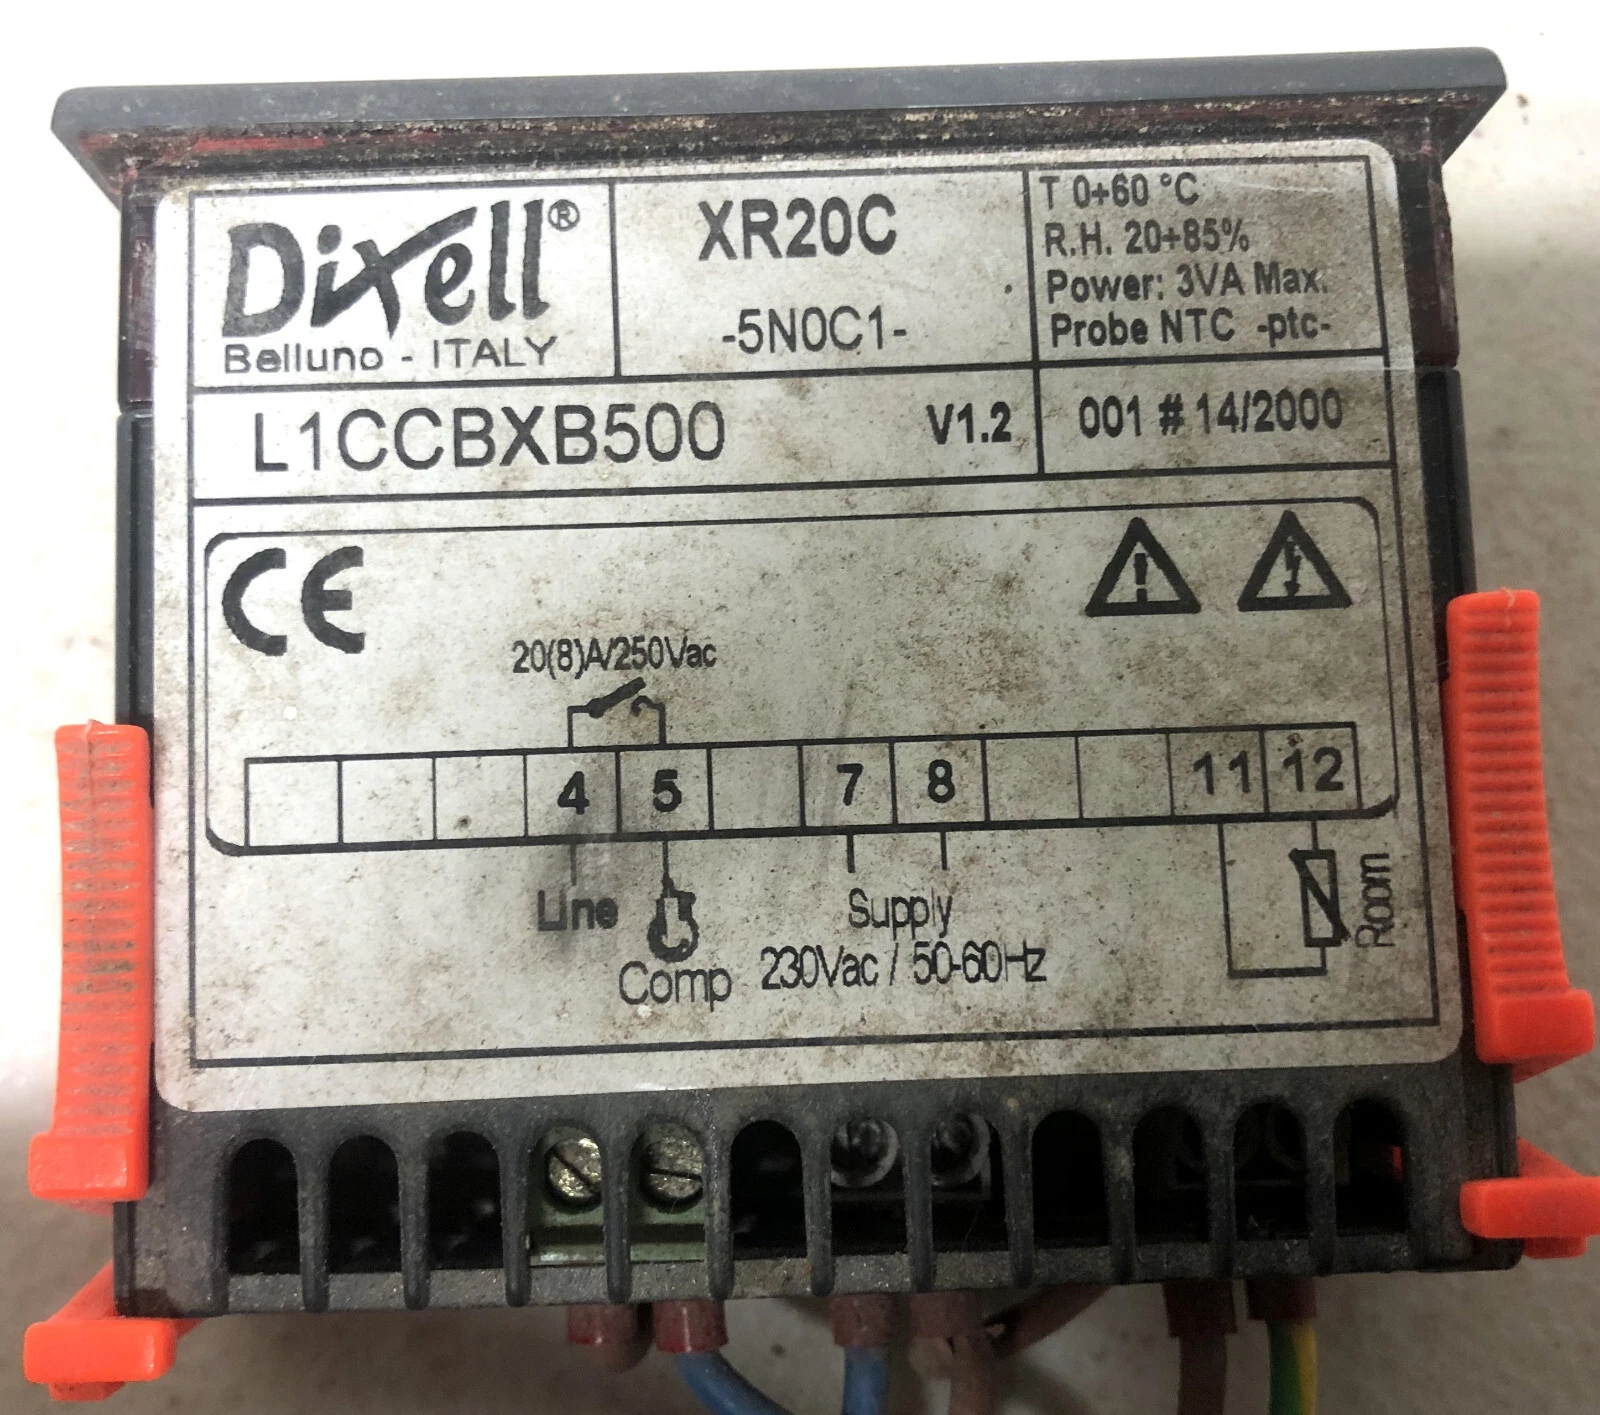 Dixell®
Belluno - ITALY
XR20C
-5N0C1-
T 0÷60 °C
R.H. 20÷85%
Power: 3VA Max.
Probe NTC -ptc-
L1CCBXB500 V1.2
001 # 14/2000
CE
20(8)A/250Vac
4 5 7 8 11 12
Line
Comp
Supply
230Vac / 50-60Hz
Room